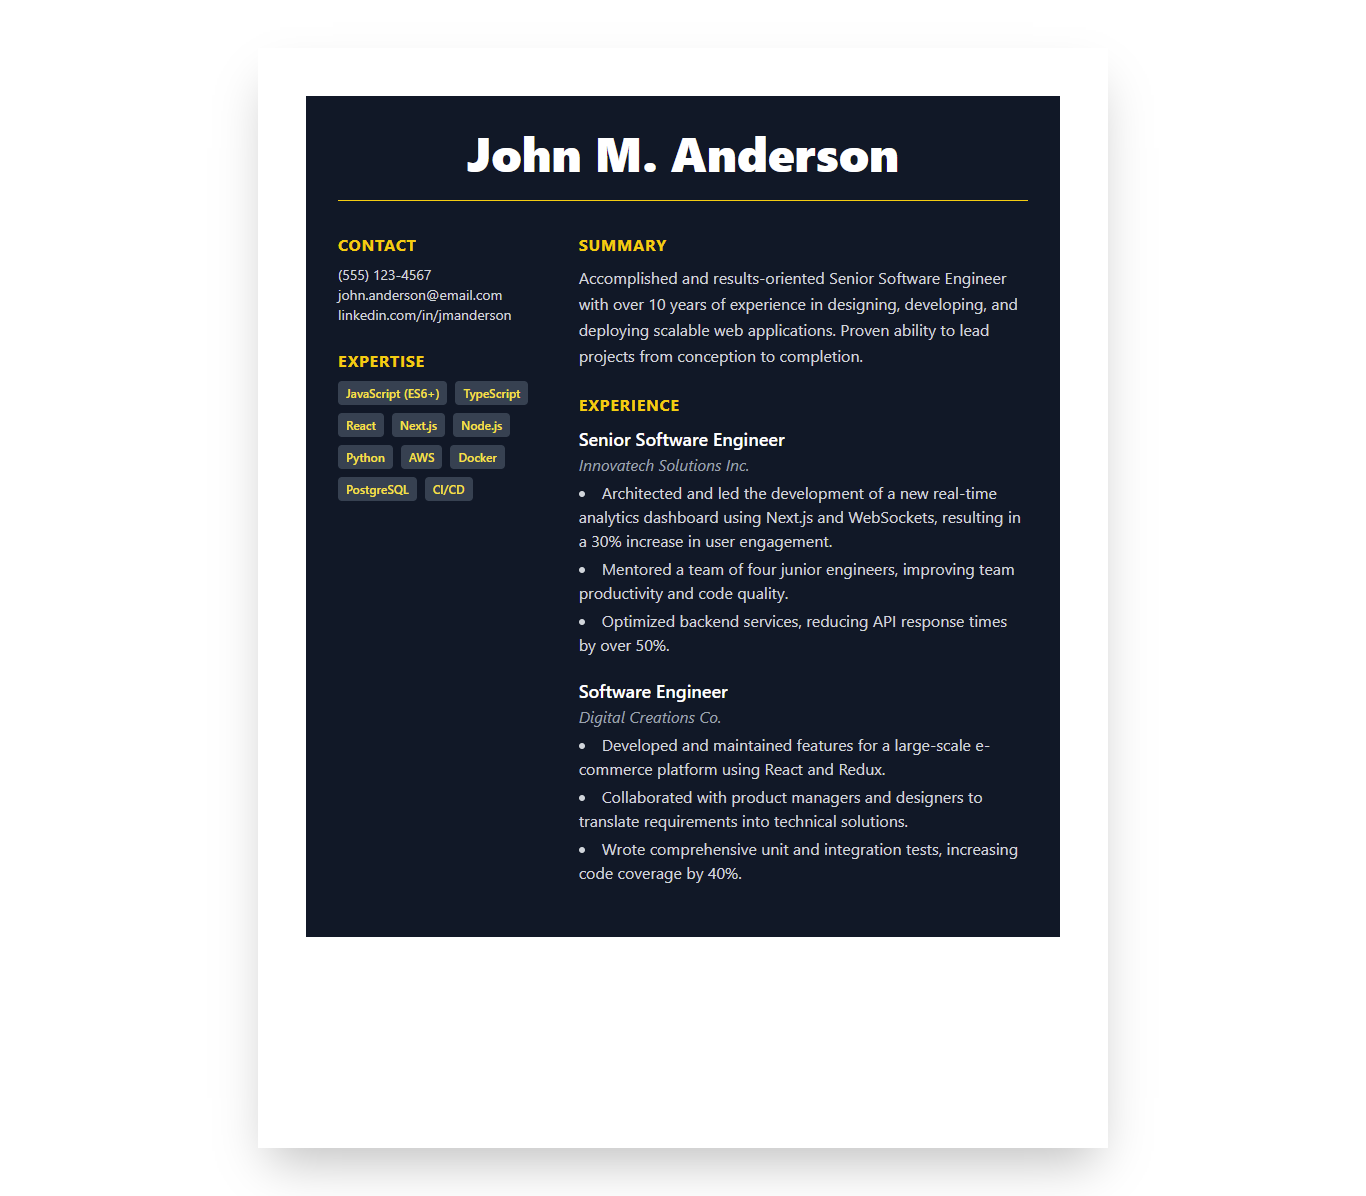 John M. Anderson
CONTACT
(555) 123-4567
john.anderson@email.com
linkedin.com/in/jmanderson
EXPERTISE
JavaScript (ES6+) TypeScript
React Next.js Node.js
Python AWS Docker
PostgreSQL CI/CD
SUMMARY
Accomplished and results-oriented Senior Software Engineer
with over 10 years of experience in designing, developing, and
deploying scalable web applications. Proven ability to lead
projects from conception to completion.
EXPERIENCE
Senior Software Engineer
Innovatech Solutions Inc.
• Architected and led the development of a new real-time
analytics dashboard using Next.js and WebSockets, resulting in
a 30% increase in user engagement.
• Mentored a team of four junior engineers, improving team
productivity and code quality.
• Optimized backend services, reducing API response times
by over 50%.
Software Engineer
Digital Creations Co.
• Developed and maintained features for a large-scale e-
commerce platform using React and Redux.
• Collaborated with product managers and designers to
translate requirements into technical solutions.
• Wrote comprehensive unit and integration tests, increasing
code coverage by 40%.